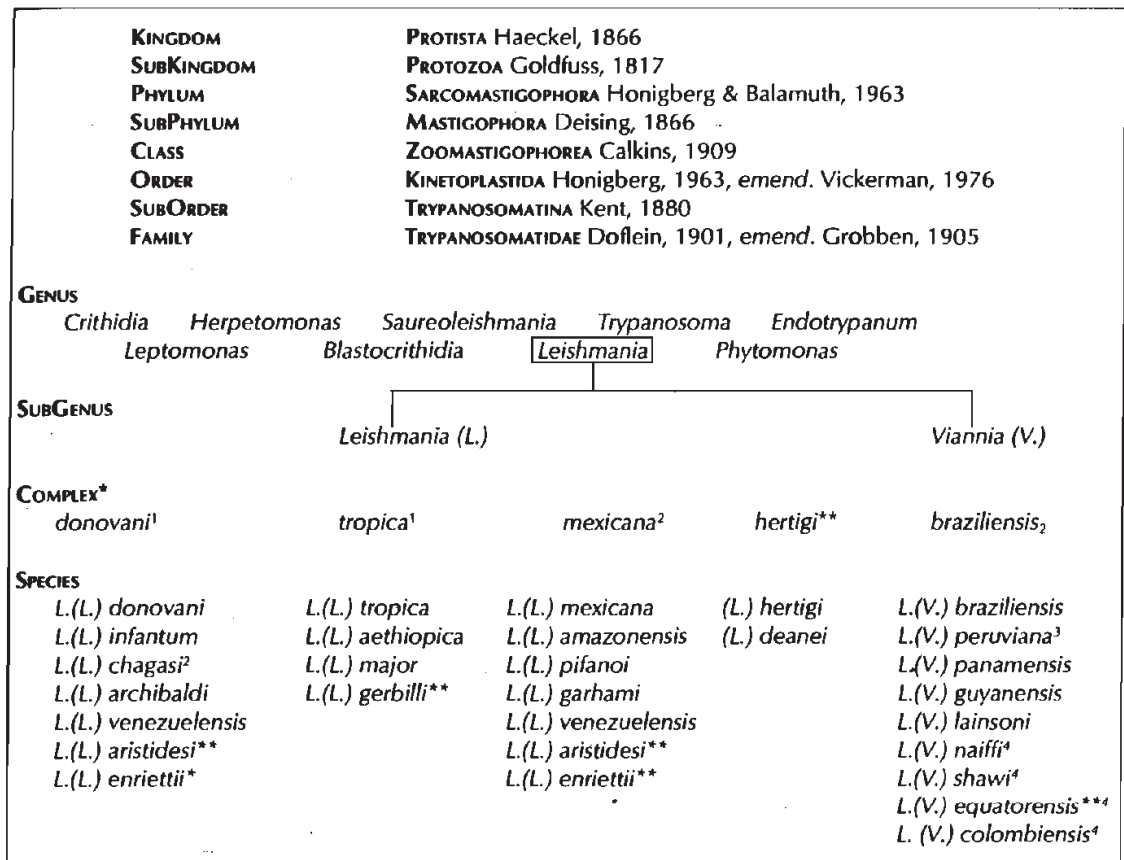 KINGDOM PROTISTA Haeckel, 1866
SUBKINGDOM PROTOZOA Goldfuss, 1817
PHYLUM SARCOMASTIGOPHORA Honigberg & Balamuth, 1963
SUBPHYLUM MASTIGOPHORA Deising, 1866
CLASS ZOOMASTIGOPHOREA Calkins, 1909
ORDER KINETOPLASTIDA Honigberg, 1963, emend. Vickerman, 1976
SUBORDER TRYPANOSOMATINA Kent, 1880
FAMILY TRYPANOSOMATIDAE Doflein, 1901, emend. Grobben, 1905
GENUS
Crithidia Herpetomonas Saureoleishmania Trypanosoma Endotrypanum
Leptomonas Blastocrithidia Leishmania Phytomonas
SUBGENUS
Leishmania (L.) Viannia (V.)
COMPLEX*
donovani¹ tropica¹ mexicana² hertigi** braziliensis₂
SPECIES
L.(L.) donovani L.(L.) tropica L.(L.) mexicana (L.) hertigi L.(V.) braziliensis
L.(L.) infantum L.(L.) aethiopica L.(L.) amazonensis (L.) deanei L.(V.) peruviana³
L.(L.) chagasi² L.(L.) major L.(L.) pifanoi L.(V.) panamensis
L.(L.) archibaldi L.(L.) gerbilli** L.(L.) garhami L.(V.) guyanensis
L.(L.) venezuelensis L.(L.) venezuelensis L.(V.) lainsoni
L.(L.) aristidesi** L.(L.) aristidesi** L.(V.) naiffi⁴
L.(L.) enriettii* L.(L.) enriettii** L.(V.) shawi⁴
L.(V.) equatorensis**⁴
L. (V.) colombiensis⁴